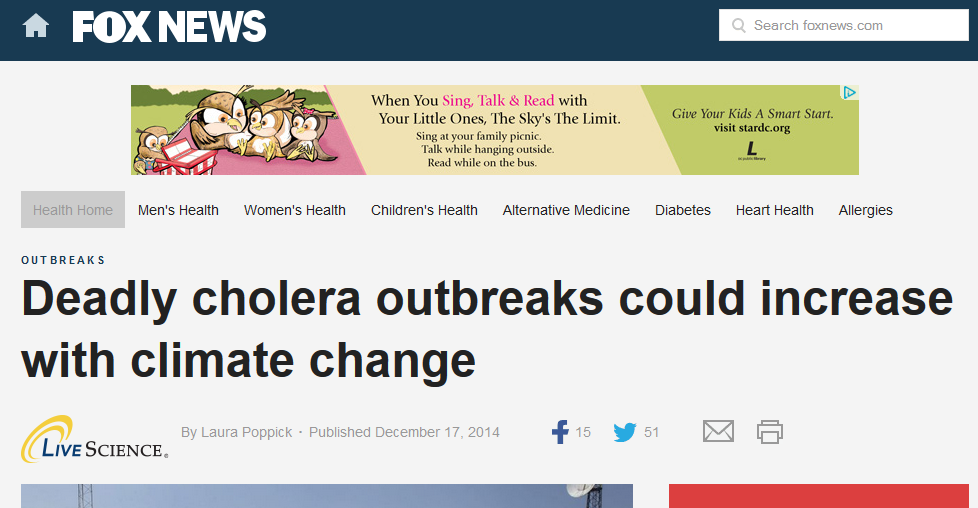 FOX NEWS
Search foxnews.com
When You Sing, Talk & Read with
Your Little Ones, The Sky's The Limit.
Sing at your family picnic.
Talk while hanging outside.
Read while on the bus.
Give Your Kids A Smart Start.
visit stardc.org
L
Health Home Men's Health Women's Health Children's Health Alternative Medicine Diabetes Heart Health Allergies
OUTBREAKS
Deadly cholera outbreaks could increase
with climate change
LIVESCIENCE®
By Laura Poppick · Published December 17, 2014
15
51